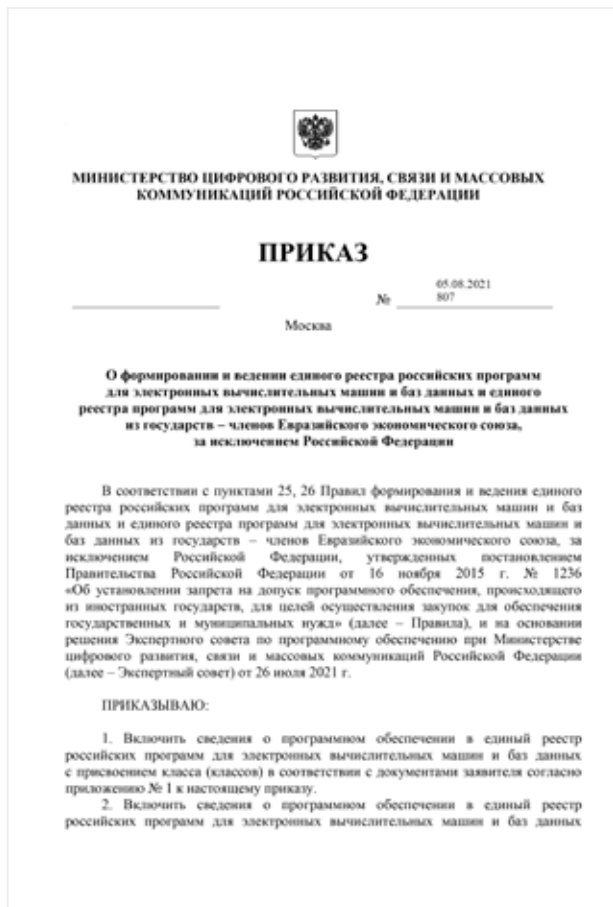 МИНИСТЕРСТВО ЦИФРОВОГО РАЗВИТИЯ, СВЯЗИ И МАССОВЫХ
КОММУНИКАЦИЙ РОССИЙСКОЙ ФЕДЕРАЦИИ
ПРИКАЗ
05.08.2021
№ 807
Москва
О формировании и ведении единого реестра российских программ
для электронных вычислительных машин и баз данных и единого
реестра программ для электронных вычислительных машин и баз данных
из государств – членов Евразийского экономического союза,
за исключением Российской Федерации
В соответствии с пунктами 25, 26 Правил формирования и ведения единого
реестра российских программ для электронных вычислительных машин и баз
данных и единого реестра программ для электронных вычислительных машин и
баз данных из государств – членов Евразийского экономического союза, за
исключением Российской Федерации, утвержденных постановлением
Правительства Российской Федерации от 16 ноября 2015 г. № 1236
«Об установлении запрета на допуск программного обеспечения, происходящего
из иностранных государств, для целей осуществления закупок для обеспечения
государственных и муниципальных нужд» (далее – Правила), и на основании
решения Экспертного совета по программному обеспечению при Министерстве
цифрового развития, связи и массовых коммуникаций Российской Федерации
(далее – Экспертный совет) от 26 июля 2021 г.
ПРИКАЗЫВАЮ:
1. Включить сведения о программном обеспечении в единый реестр
российских программ для электронных вычислительных машин и баз данных
с присвоением класса (классов) в соответствии с документами заявителя согласно
приложению № 1 к настоящему приказу.
2. Включить сведения о программном обеспечении в единый реестр
российских программ для электронных вычислительных машин и баз данных